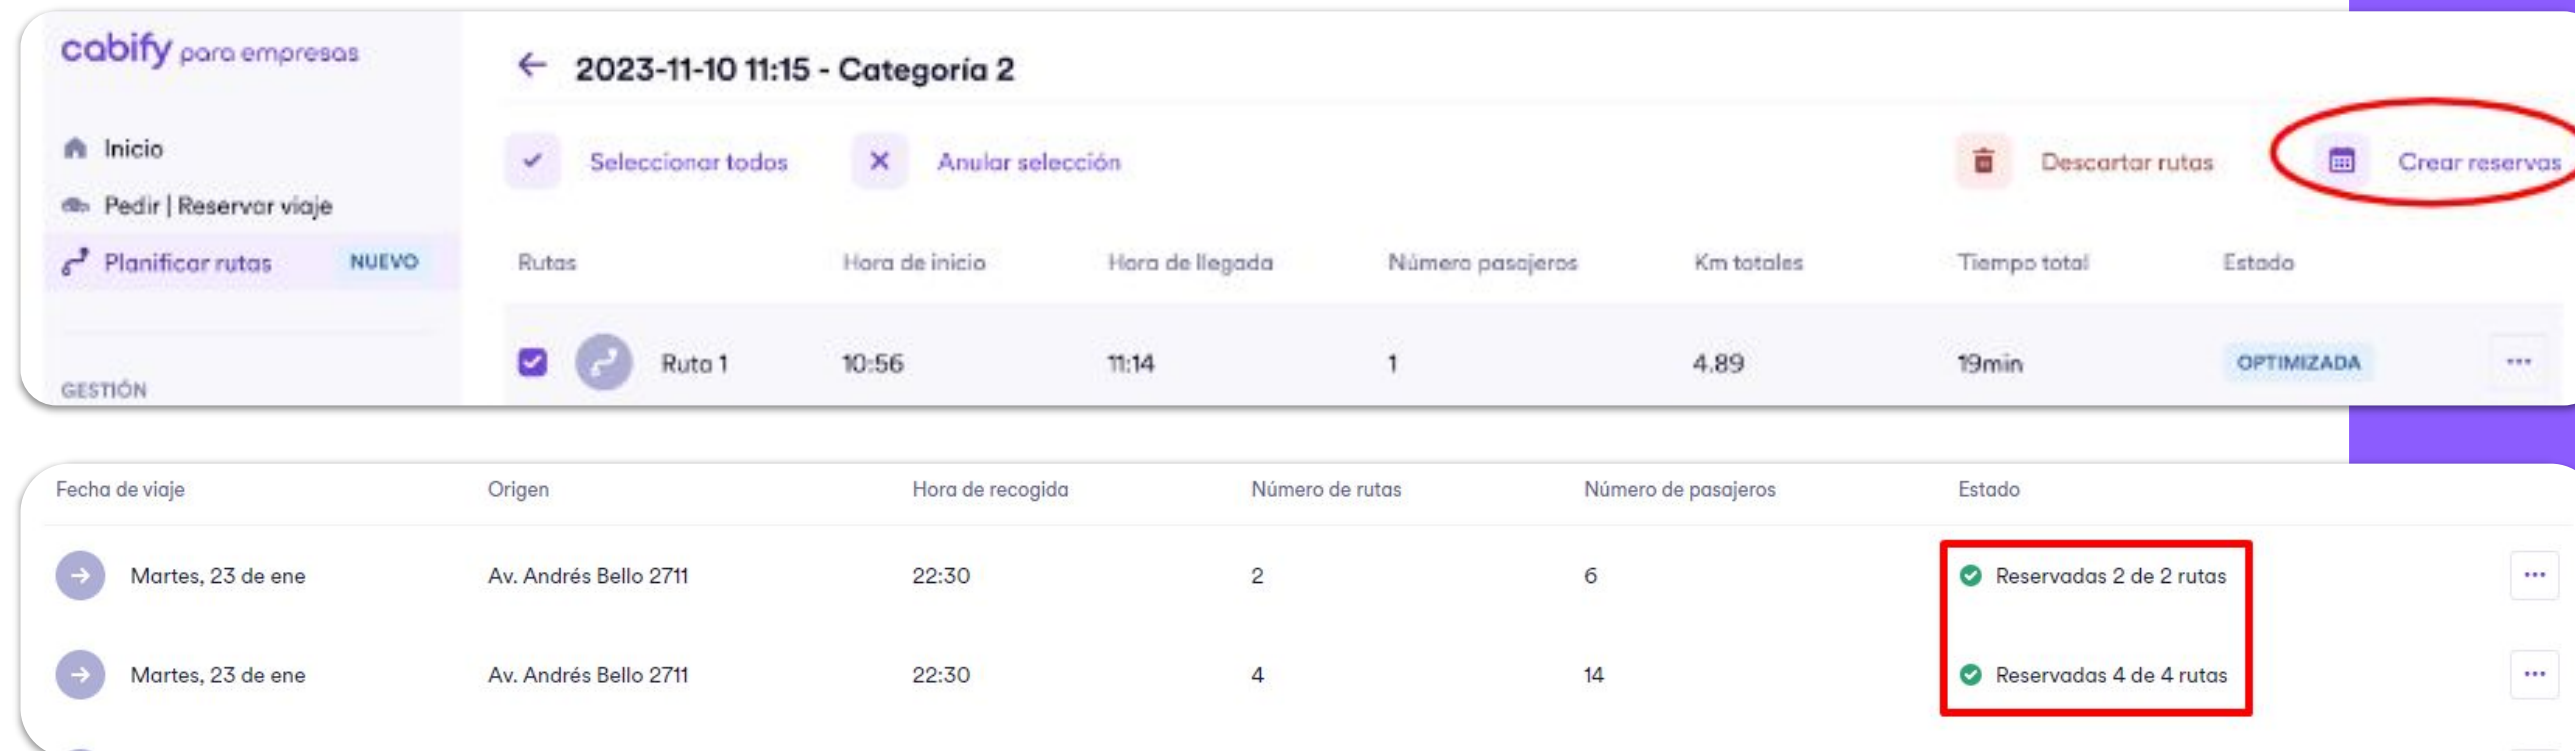 cabify para empresas
← 2023-11-10 11:15 - Categoría 2
Inicio
Pedir | Reservar viaje
Planificar rutas NUEVO
GESTIÓN
Seleccionar todos Anular selección Descartar rutas Crear reservas
Rutas Hora de inicio Hora de llegada Número pasajeros Km totales Tiempo total Estado
Ruta 1 10:56 11:14 1 4.89 19min OPTIMIZADA ...
Fecha de viaje Origen Hora de recogida Número de rutas Número de pasajeros Estado
Martes, 23 de ene Av. Andrés Bello 2711 22:30 2 6 Reservadas 2 de 2 rutas ...
Martes, 23 de ene Av. Andrés Bello 2711 22:30 4 14 Reservadas 4 de 4 rutas ...